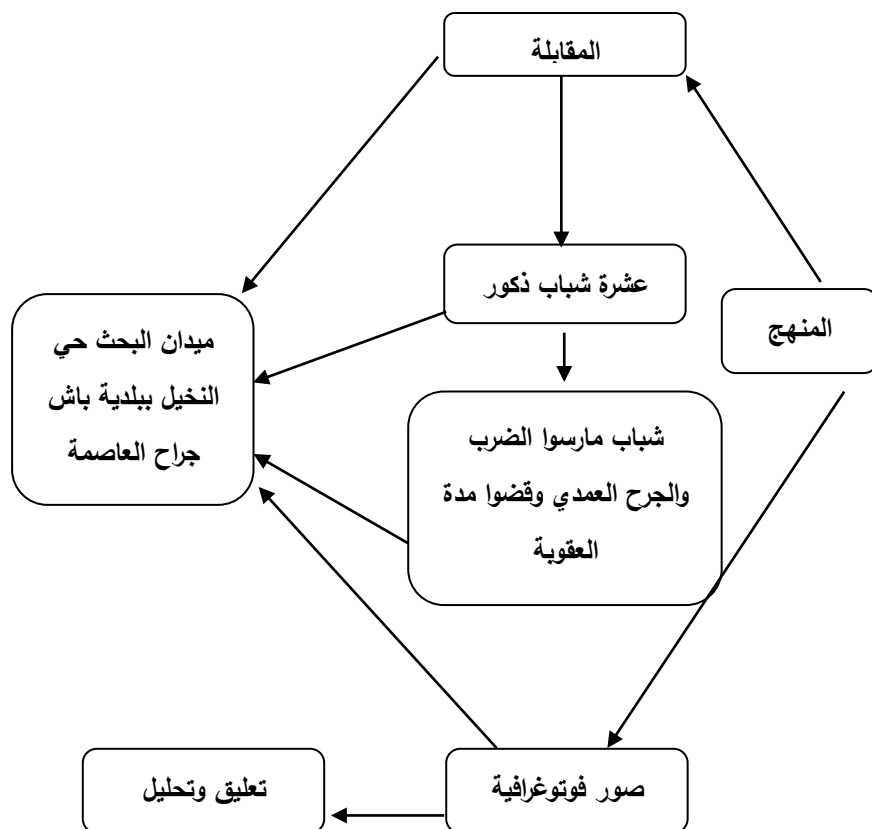 المقابلة
عشرة شباب ذكور
المنهج
ميدان البحث حي
النخيل ببلدية باش
جراح العاصمة
شباب مارسوا الضرب
والجرح العمدي وقضوا مدة
العقوبة
صور فوتوغرافية
تعليق وتحليل